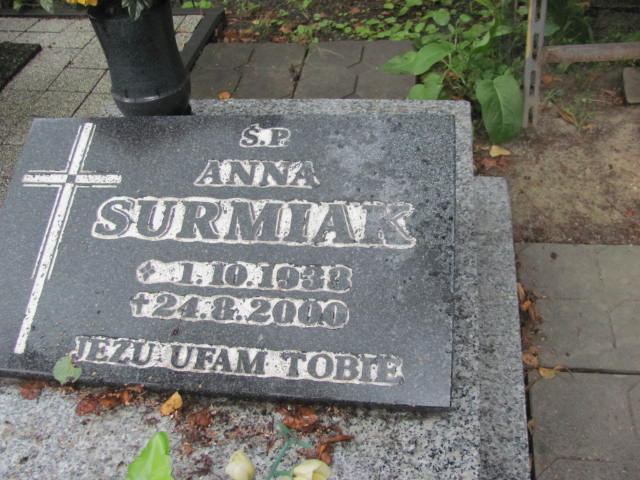 Ś.P.
ANNA
SURMIAK
1.10.1938
24.8.2000
JEZU UFAM TOBIE